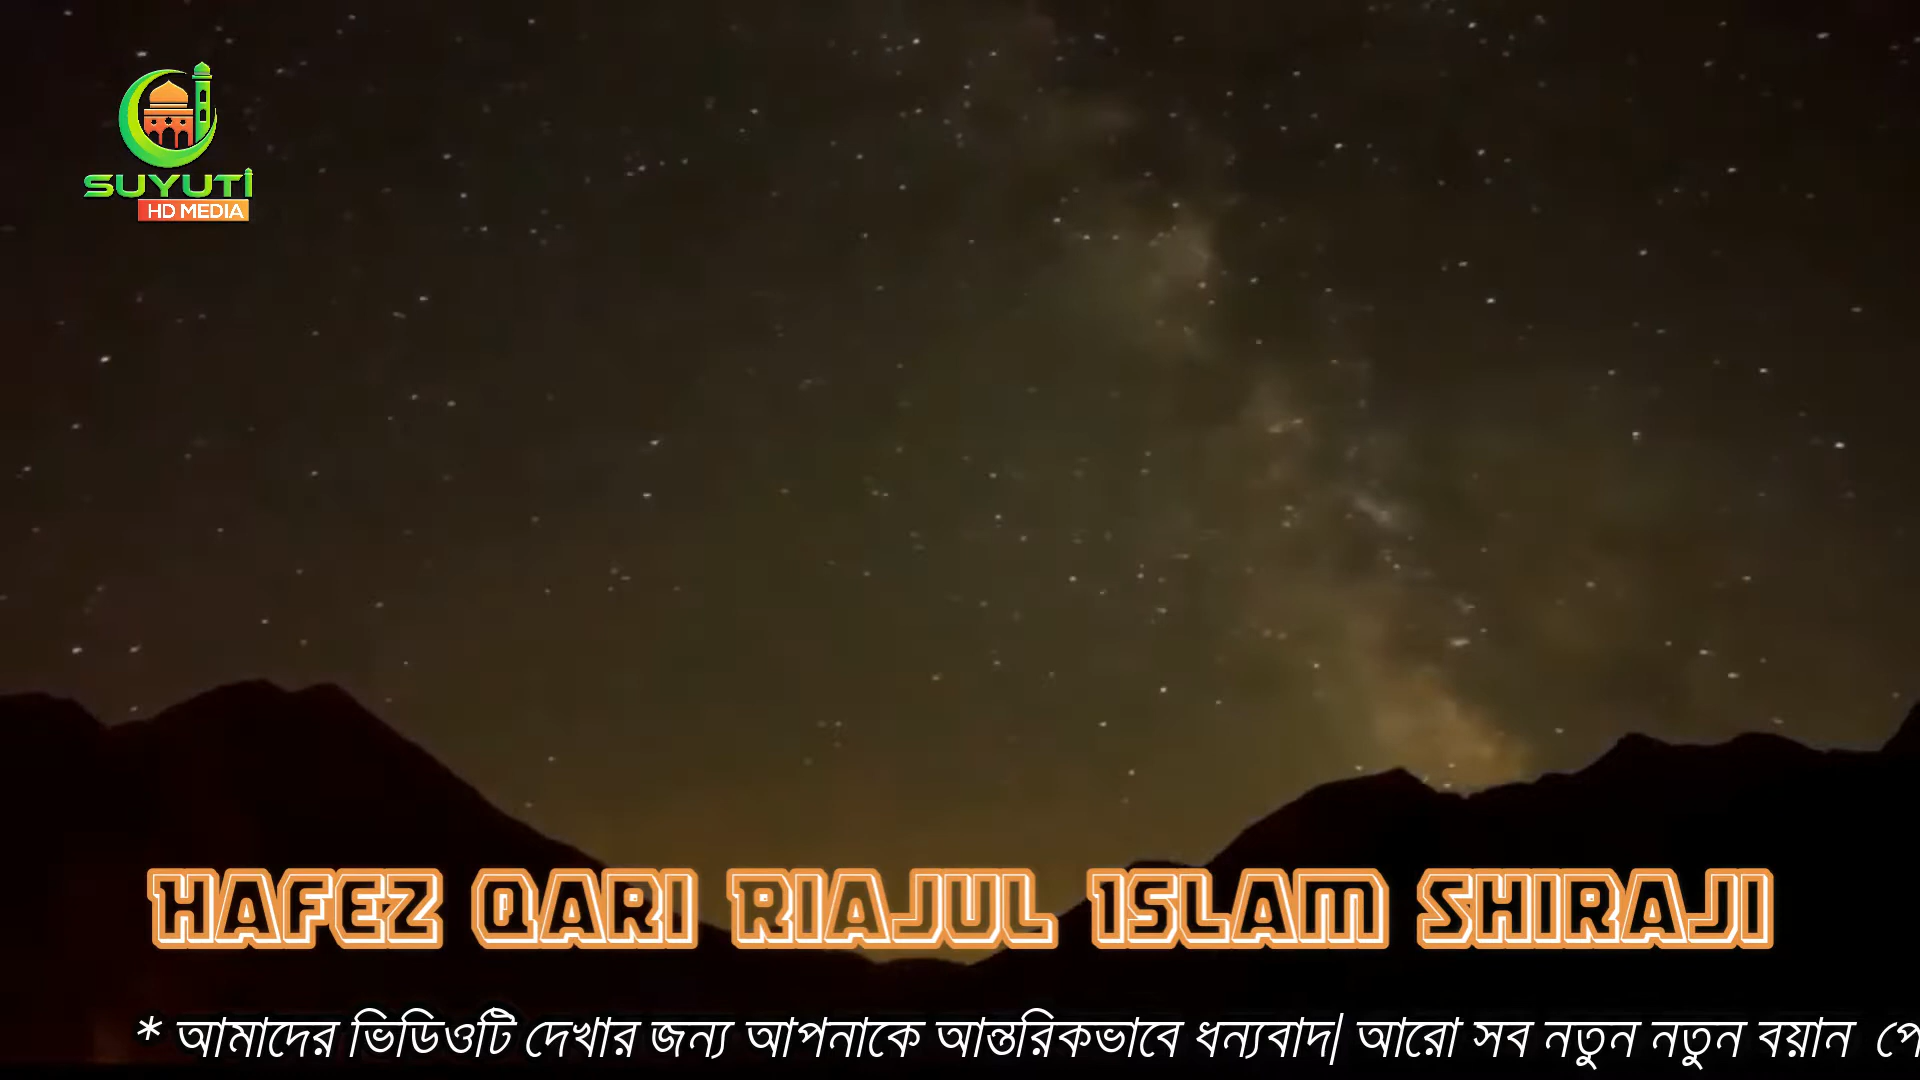 SUYUTI
HD MEDIA
HAFEZ QARI RIAJUL ISLAM SHIRAJI
* আমাদের ভিডিওটি দেখার জন্য আপনাকে আন্তরিকভাবে ধন্যবাদ| আরো সব নতুন নতুন বয়ান